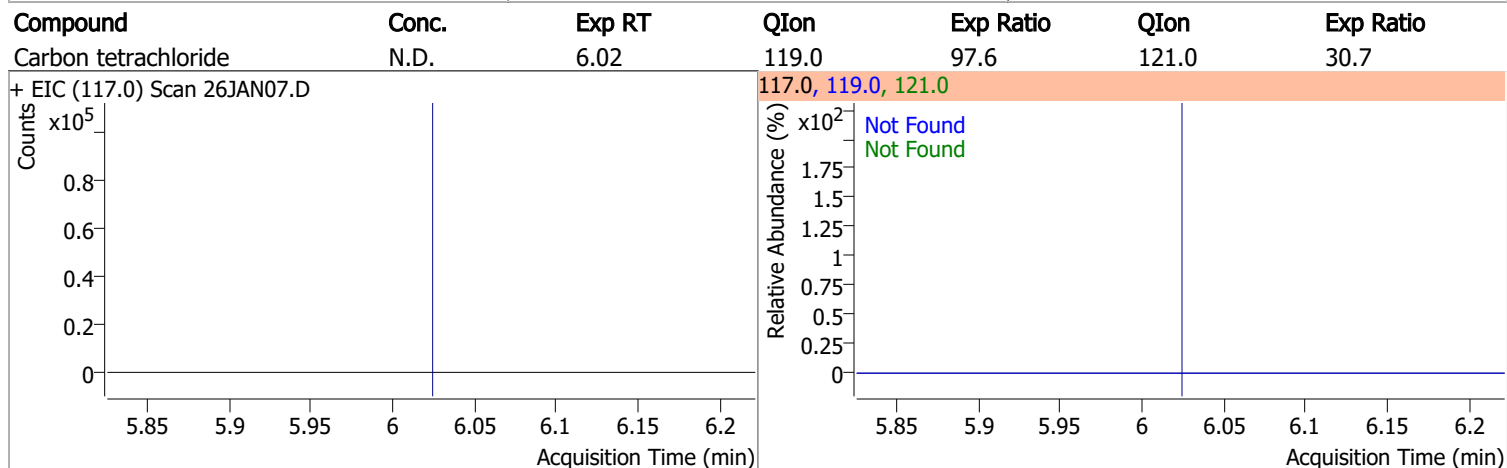 Compound Conc. Exp RT QIon Exp Ratio QIon Exp Ratio
Carbon tetrachloride N.D. 6.02 119.0 97.6 121.0 30.7
+ EIC (117.0) Scan 26JAN07.D
Counts
x10^5
0.8
0.6
0.4
0.2
0
5.85 5.9 5.95 6 6.05 6.1 6.15 6.2
Acquisition Time (min)
117.0, 119.0, 121.0
Relative Abundance (%)
x10^2
Not Found
Not Found
1.75
1.5
1.25
1
0.75
0.5
0.25
0
5.85 5.9 5.95 6 6.05 6.1 6.15 6.2
Acquisition Time (min)